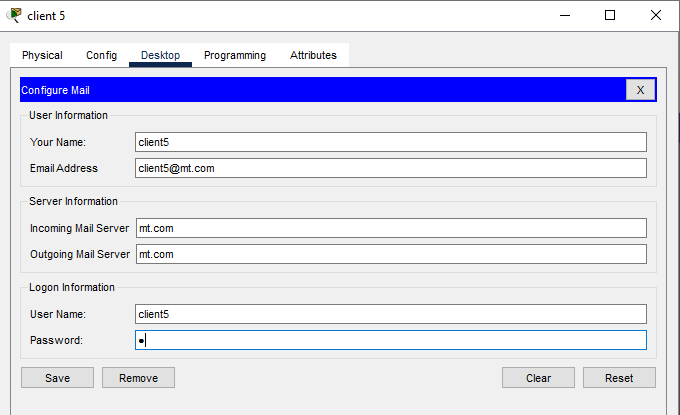 client 5
Physical Config Desktop Programming Attributes
Configure Mail X
User Information
Your Name: client5
Email Address client5@mt.com
Server Information
Incoming Mail Server mt.com
Outgoing Mail Server mt.com
Logon Information
User Name: client5
Password: •
Save Remove Clear Reset